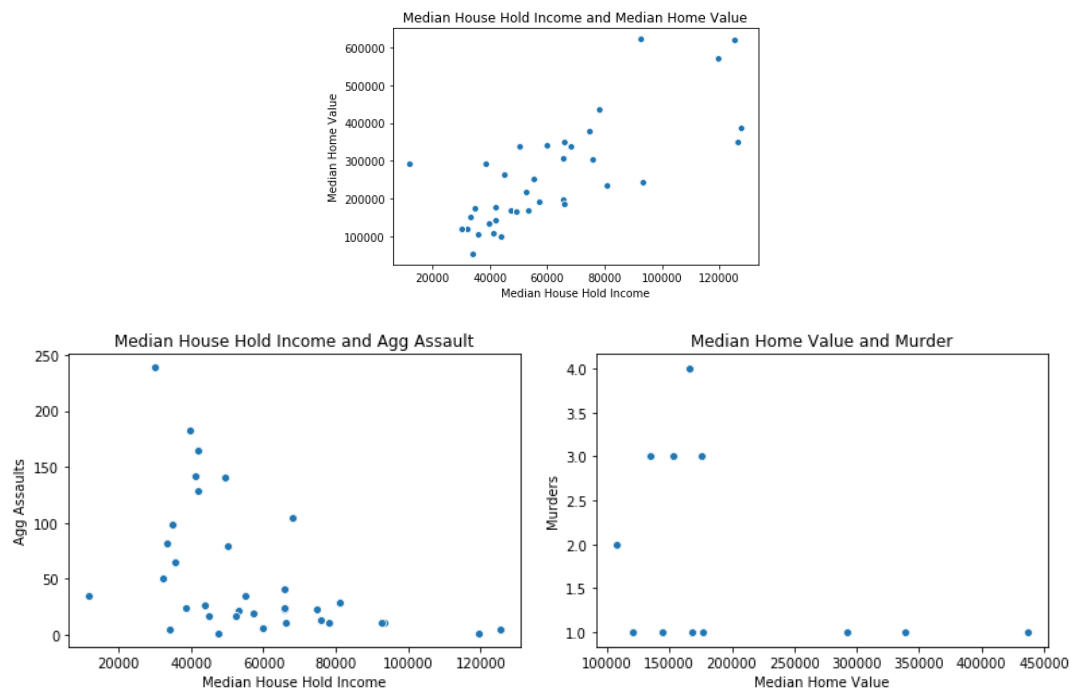 Median House Hold Income and Median Home Value
600000
500000
400000
300000
200000
100000
Median Home Value
20000 40000 60000 80000 100000 120000
Median House Hold Income
Median House Hold Income and Agg Assault
250
200
150
100
50
0
Agg Assaults
20000 40000 60000 80000 100000 120000
Median House Hold Income
Median Home Value and Murder
4.0
3.5
3.0
2.5
2.0
1.5
1.0
Murders
100000 150000 200000 250000 300000 350000 400000 450000
Median Home Value